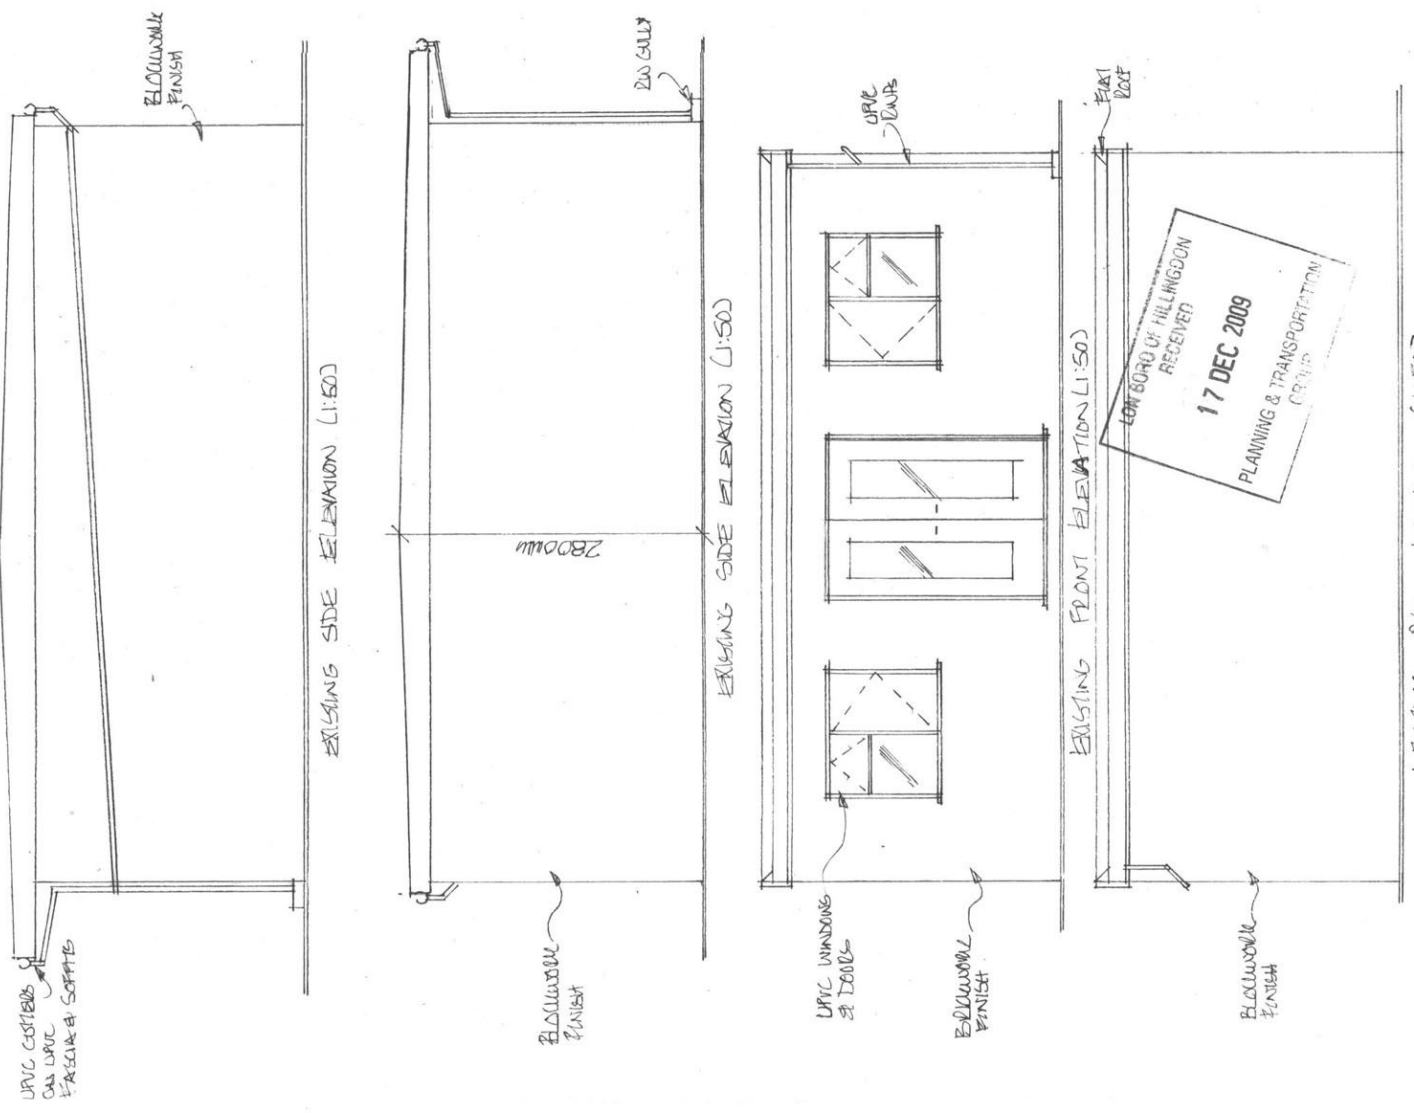 UPVC GUTTERS
ON UPVC
FASCIA & SOFFITS
BLOCKWORK
FINISH
EXISTING SIDE ELEVATION (1:50)
BLOCKWORK
FINISH
2800mm
RW GULLY
EXISTING SIDE ELEVATION (1:50)
UPVC WINDOWS
& DOORS
BRICKWORK
FINISH
UPVC
RWPs
EXISTING FRONT ELEVATION (1:50)
FLAT
ROOF
BLOCKWORK
FINISH
LON BORO OF HILLINGDON
RECEIVED
17 DEC 2009
PLANNING & TRANSPORTATION
GROUP